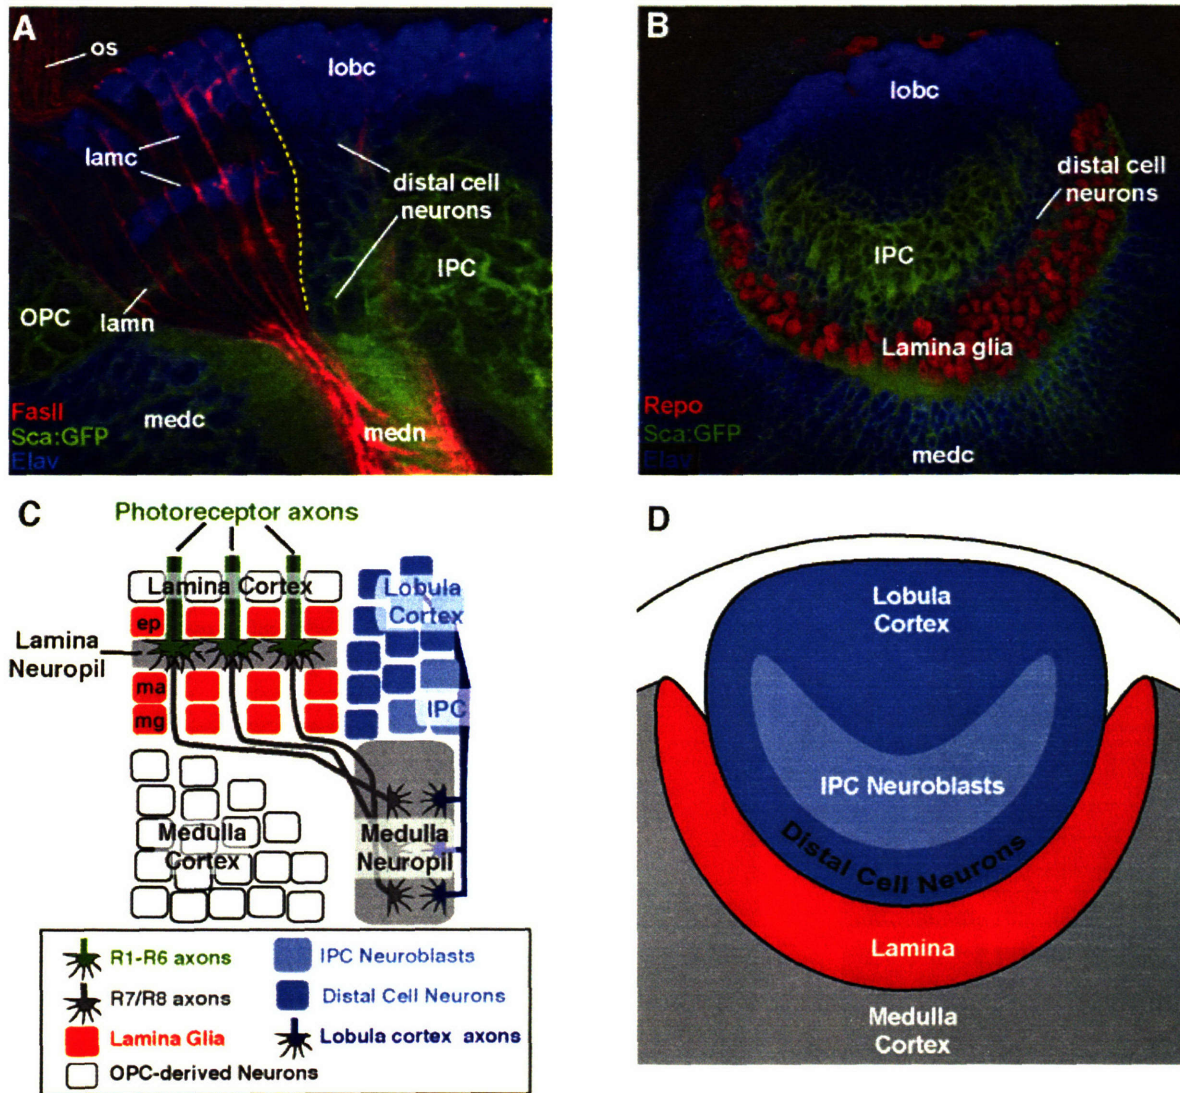 A
os
lobc
lamc
distal cell
neurons
IPC
OPC
lamn
medc
medn
FasII
Sca:GFP
Elav
B
lobc
distal cell
neurons
IPC
Lamina glia
Repo
Sca:GFP
Elav
medc
C
Photoreceptor axons
Lamina Cortex
Lobula
Cortex
ep
Lamina
Neuropil
ma
mg
IPC
Medulla
Cortex
Medulla
Neuropil
R1-R6 axons
IPC Neuroblasts
R7/R8 axons
Distal Cell Neurons
Lamina Glia
Lobula cortex axons
OPC-derived Neurons
D
Lobula
Cortex
IPC Neuroblasts
Distal Cell Neurons
Lamina
Medulla
Cortex